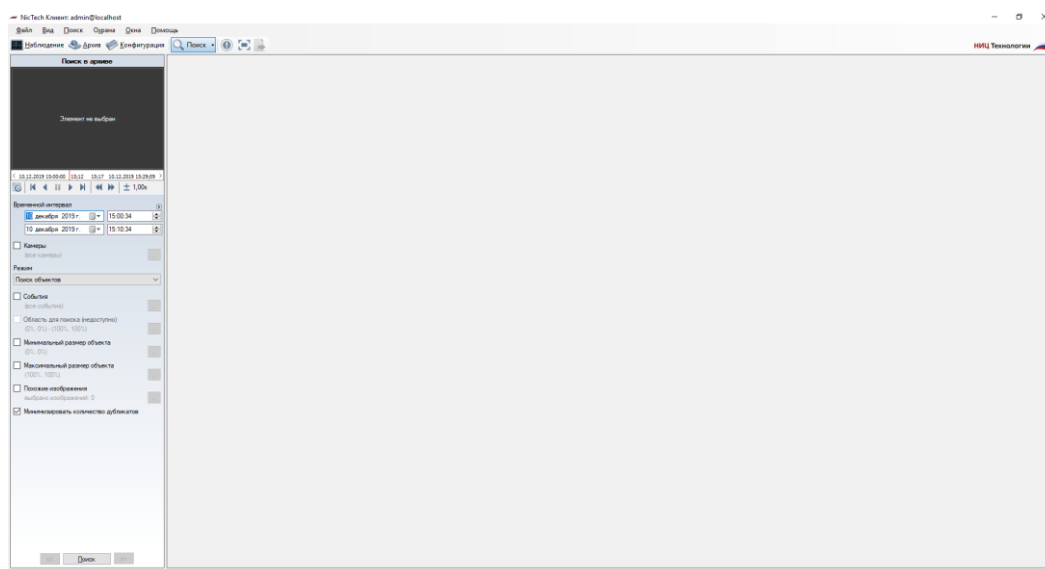 NicTech Клиент: admin@localhost
Файл Вид Поиск Охрана Окна Помощь
Наблюдение Архив Конфигурация Поиск
НИЦ Технологии
Поиск в архиве
Элемент не выбран
10.12.2019 15:00:00 15:12 15:17 10.12.2019 15:29:09
1,00x
Временной интервал
10 декабря 2019 г. 15:00:34
10 декабря 2019 г. 15:10:34
Камеры
(все камеры)
Режим
Поиск объектов
События
(все события)
Область для поиска (недоступно)
(0%, 0%) - (100%, 100%)
Минимальный размер объекта
(0%, 0%)
Максимальный размер объекта
(100%, 100%)
Похожие изображения
выбрано изображений: 0
Минимизировать количество дубликатов
Поиск